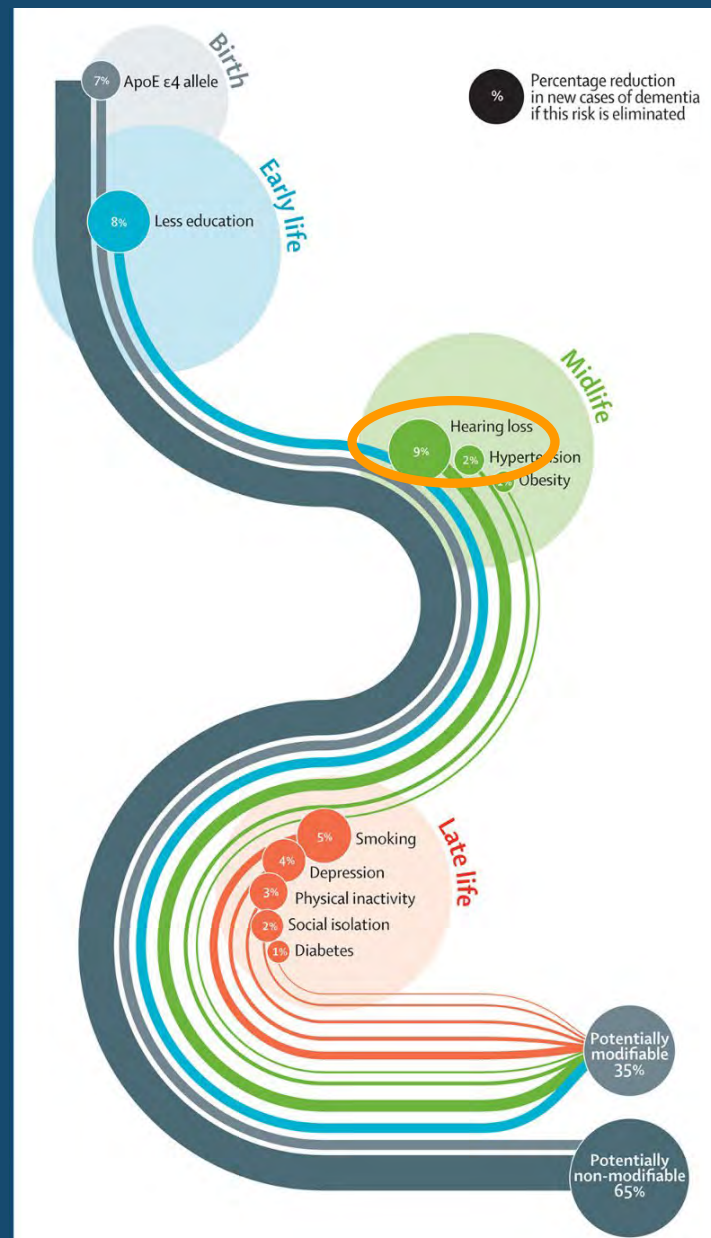 Birth
7%
ApoE ε4 allele
%
Percentage reduction
in new cases of dementia
if this risk is eliminated
Early life
8%
Less education
Midlife
Hearing loss
9%
2%
Hypertension
Obesity
Late life
5%
Smoking
4%
Depression
3%
Physical inactivity
2%
Social isolation
1%
Diabetes
Potentially
modifiable
35%
Potentially
non-modifiable
65%